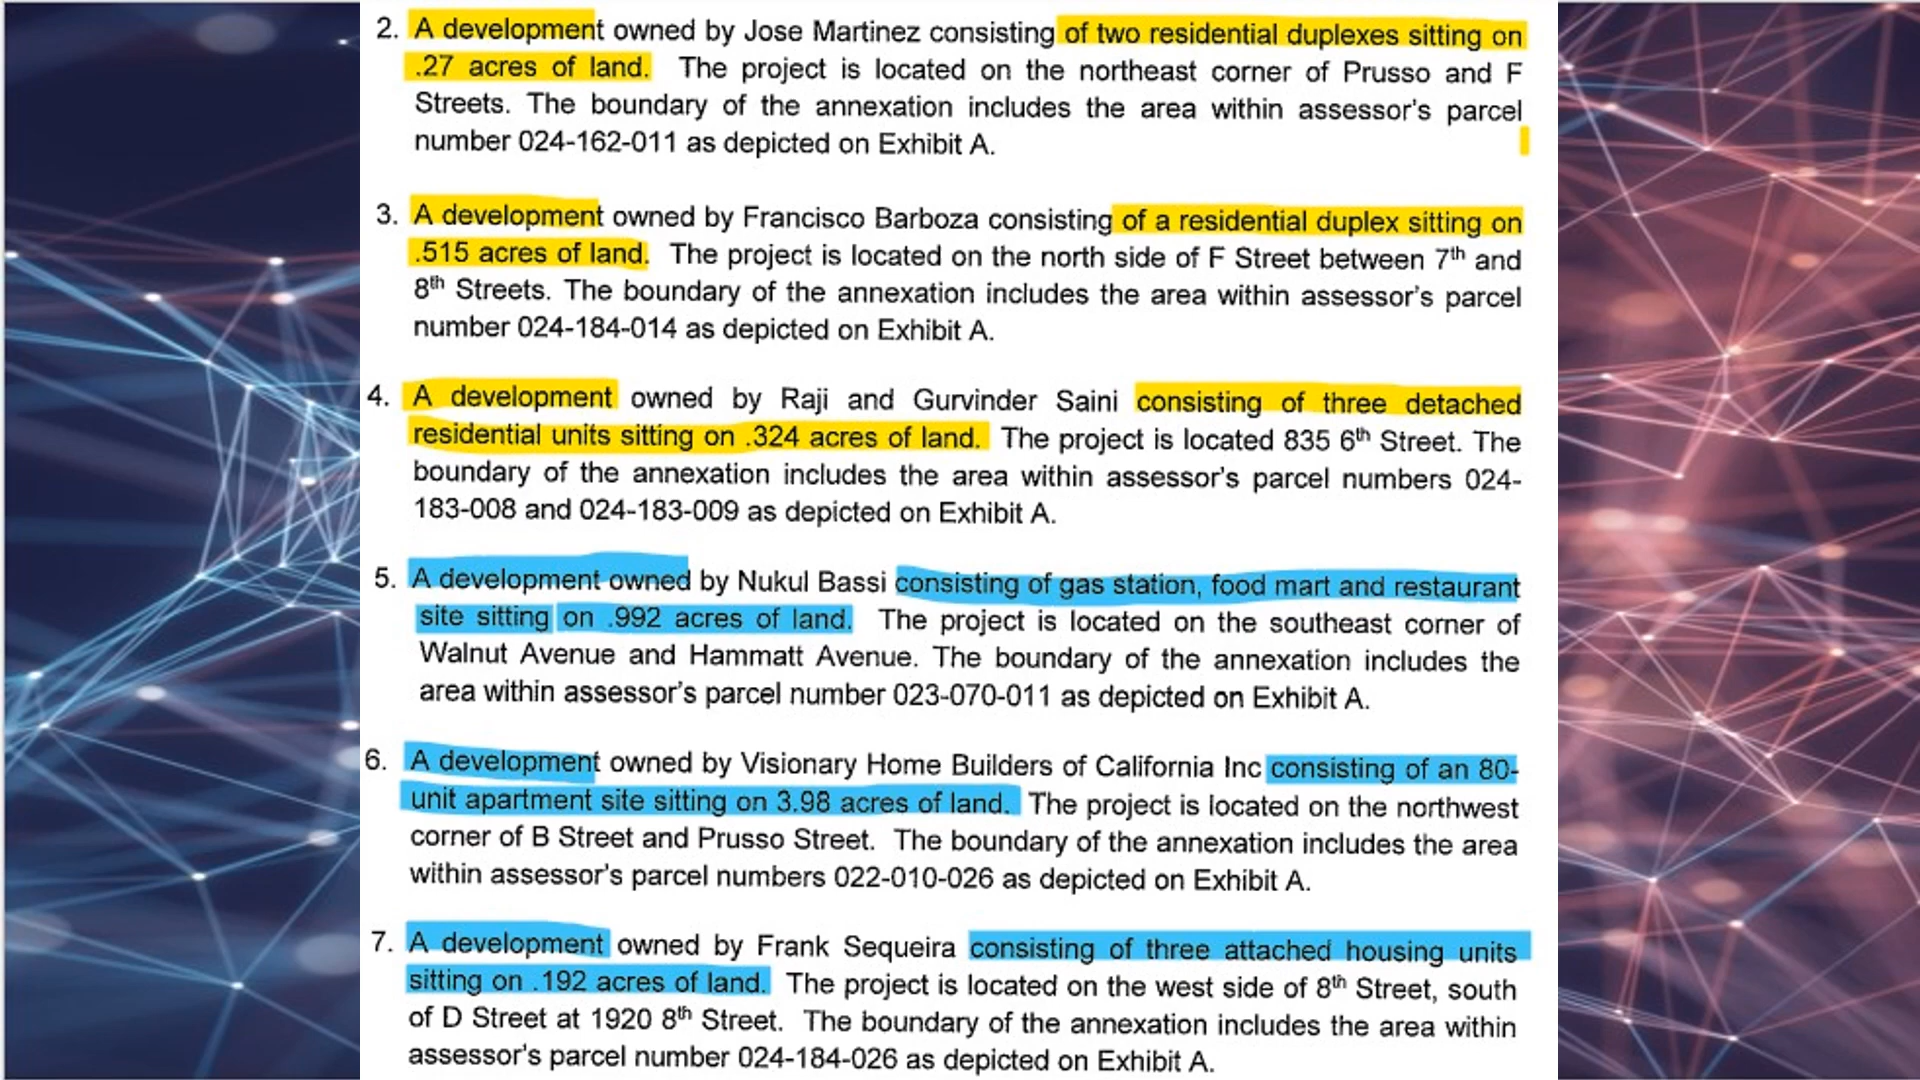 2. A development owned by Jose Martinez consisting of two residential duplexes sitting on
.27 acres of land. The project is located on the northeast corner of Prusso and F
Streets. The boundary of the annexation includes the area within assessor's parcel
number 024-162-011 as depicted on Exhibit A.
3. A development owned by Francisco Barboza consisting of a residential duplex sitting on
.515 acres of land. The project is located on the north side of F Street between 7th and
8th Streets. The boundary of the annexation includes the area within assessor's parcel
number 024-184-014 as depicted on Exhibit A.
4. A development owned by Raji and Gurvinder Saini consisting of three detached
residential units sitting on .324 acres of land. The project is located 835 6th Street. The
boundary of the annexation includes the area within assessor's parcel numbers 024-
183-008 and 024-183-009 as depicted on Exhibit A.
5. A development owned by Nukul Bassi consisting of gas station, food mart and restaurant
site sitting on .992 acres of land. The project is located on the southeast corner of
Walnut Avenue and Hammatt Avenue. The boundary of the annexation includes the
area within assessor's parcel number 023-070-011 as depicted on Exhibit A.
6. A development owned by Visionary Home Builders of California Inc consisting of an 80-
unit apartment site sitting on 3.98 acres of land. The project is located on the northwest
corner of B Street and Prusso Street. The boundary of the annexation includes the area
within assessor's parcel numbers 022-010-026 as depicted on Exhibit A.
7. A development owned by Frank Sequeira consisting of three attached housing units
sitting on .192 acres of land. The project is located on the west side of 8th Street, south
of D Street at 1920 8th Street. The boundary of the annexation includes the area within
assessor's parcel number 024-184-026 as depicted on Exhibit A.